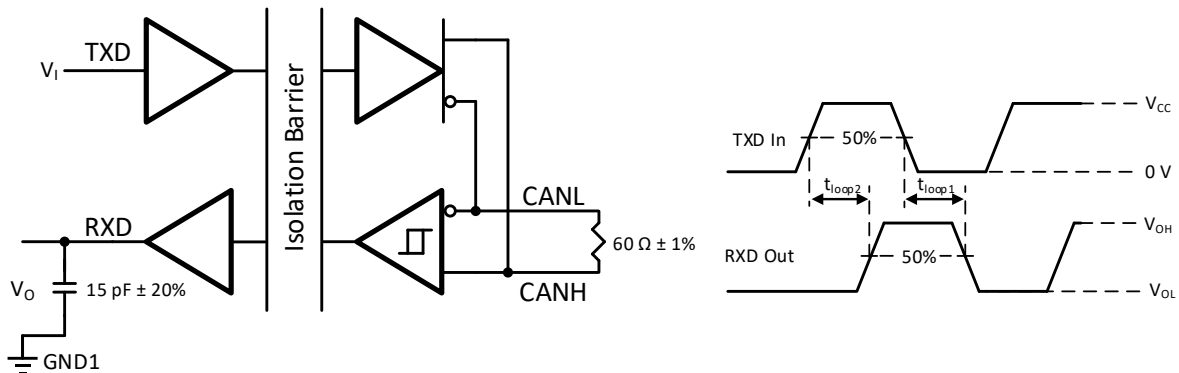 TXD
V_I
Isolation Barrier
RXD
V_O
15 pF ± 20%
GND1
CANL
60 Ω ± 1%
CANH
TXD In
50%
V_CC
0 V
t_loop2
t_loop1
RXD Out
50%
V_OH
V_OL